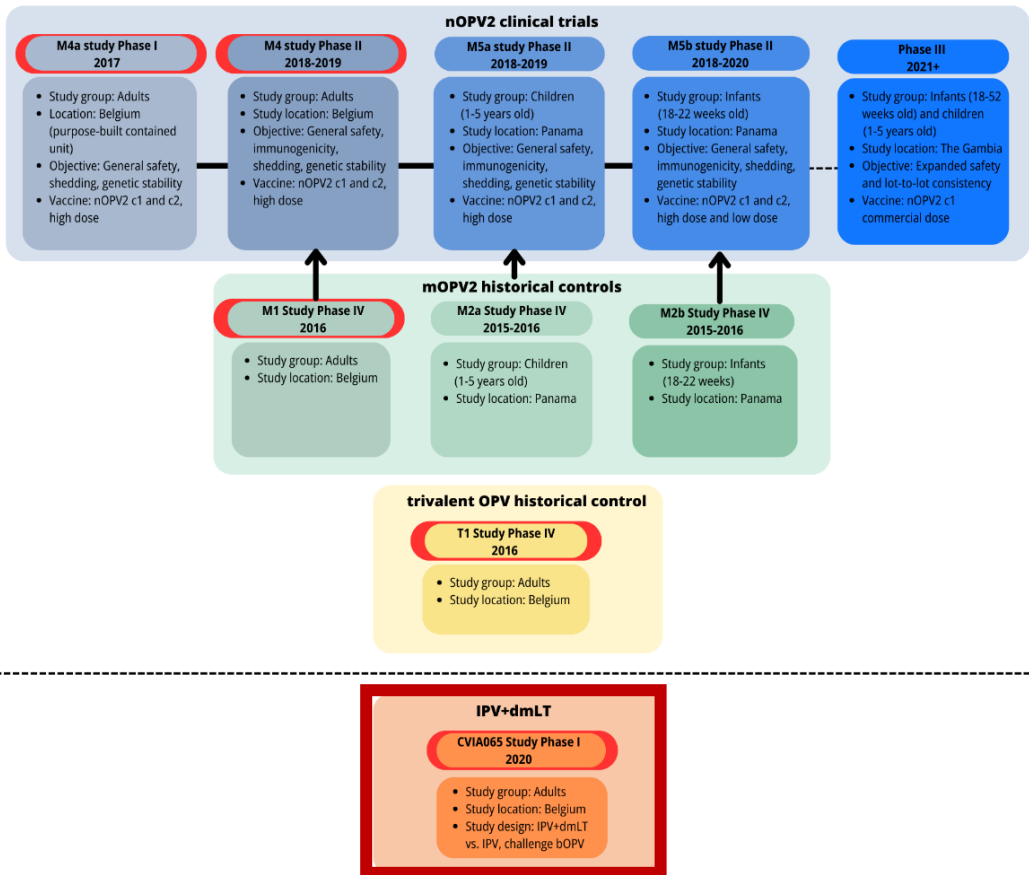 nOPV2 clinical trials
M4a study Phase I
2017
• Study group: Adults
• Location: Belgium
(purpose-built contained
unit)
• Objective: General safety,
shedding, genetic stability
• Vaccine: nOPV2 c1 and c2,
high dose
M4 study Phase II
2018-2019
• Study group: Adults
• Study location: Belgium
• Objective: General safety,
immunogenicity,
shedding, genetic stability
• Vaccine: nOPV2 c1 and c2,
high dose
M5a study Phase II
2018-2019
• Study group: Children
(1-5 years old)
• Study location: Panama
• Objective: General safety,
immunogenicity,
shedding, genetic stability
• Vaccine: nOPV2 c1 and c2,
high dose
M5b study Phase II
2018-2020
• Study group: Infants
(18-22 weeks old)
• Study location: Panama
• Objective: General safety,
immunogenicity, shedding,
genetic stability
• Vaccine: nOPV2 c1 and c2,
high dose and low dose
Phase III
2021+
• Study group: Infants (18-52
weeks old) and children
(1-5 years old)
• Study location: The Gambia
• Objective: Expanded safety
and lot-to-lot consistency
• Vaccine: nOPV2 c1
commercial dose
mOPV2 historical controls
M1 Study Phase IV
2016
• Study group: Adults
• Study location: Belgium
M2a Study Phase IV
2015-2016
• Study group: Children
(1-5 years old)
• Study location: Panama
M2b Study Phase IV
2015-2016
• Study group: Infants
(18-22 weeks)
• Study location: Panama
trivalent OPV historical control
T1 Study Phase IV
2016
• Study group: Adults
• Study location: Belgium
IPV+dmLT
CVIA065 Study Phase I
2020
• Study group: Adults
• Study location: Belgium
• Study design: IPV+dmLT
vs. IPV, challenge bOPV